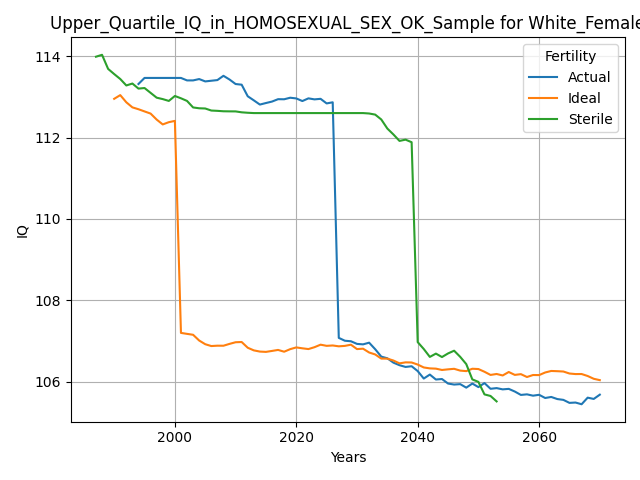 Upper_Quartile_IQ_in_HOMOSEXUAL_SEX_OK_Sample for White_Female
Fertility
Actual
Ideal
Sterile
114
112
110
108
106
IQ
2000
2020
2040
2060
Years